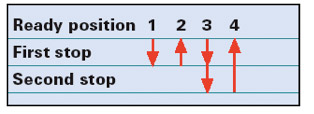 Ready position 1 2 3 4
First stop
Second stop